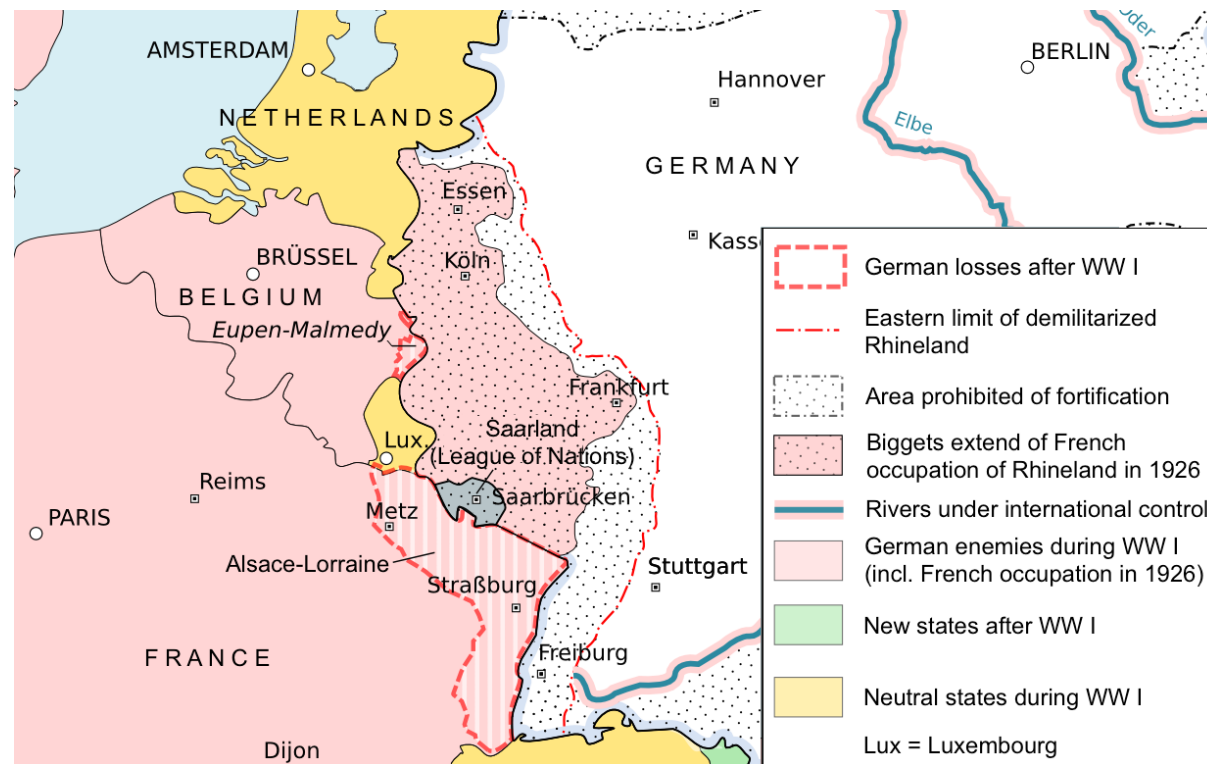 AMSTERDAM
NETHERLANDS
Hannover
BERLIN
Oder
Elbe
GERMANY
Essen
Köln
BRÜSSEL
BELGIUM
Eupen-Malmedy
Frankfurt
Lux.
Saarland
(League of Nations)
Saarbrücken
Reims
Metz
PARIS
Alsace-Lorraine
Straßburg
Stuttgart
FRANCE
Freiburg
Dijon
German losses after WW I
Eastern limit of demilitarized
Rhineland
Area prohibited of fortification
Biggets extend of French
occupation of Rhineland in 1926
Rivers under international control
German enemies during WW I
(incl. French occupation in 1926)
New states after WW I
Neutral states during WW I
Lux = Luxembourg